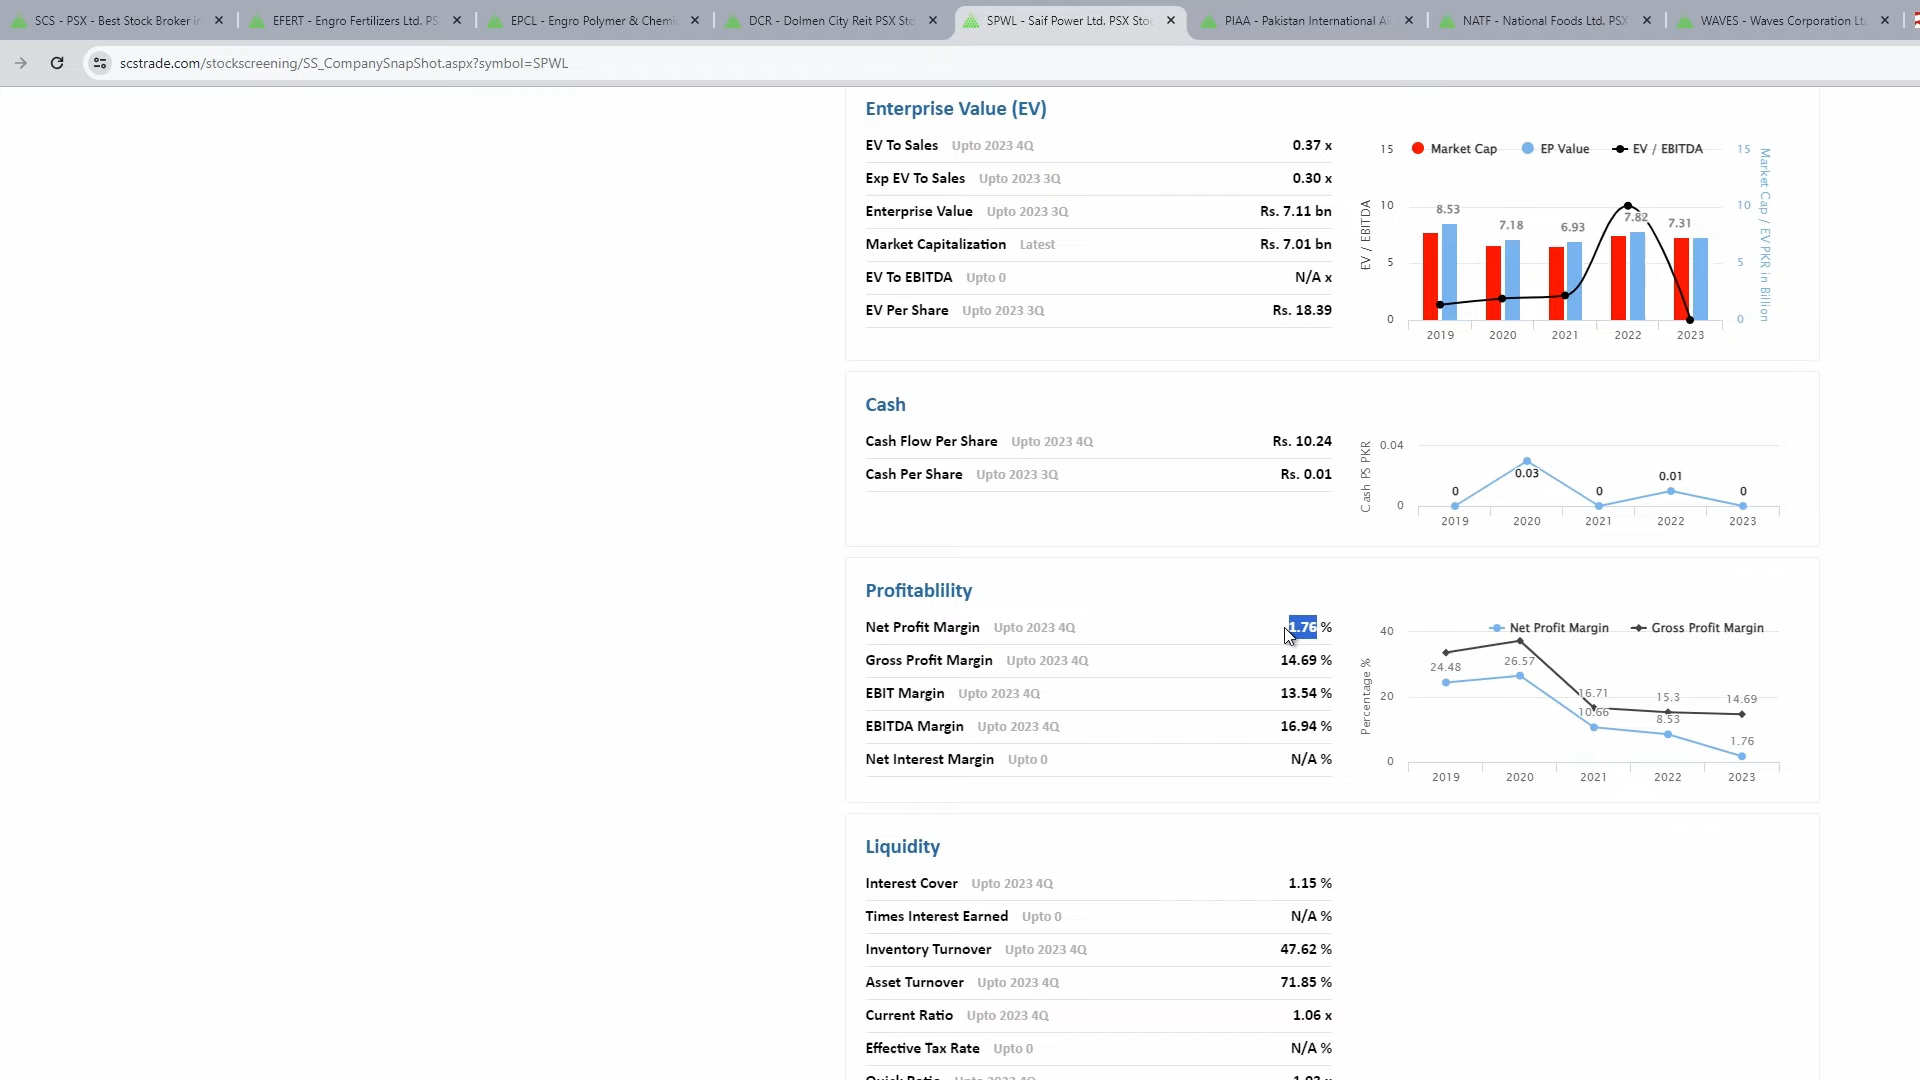 SCS - PSX - Best Stock Broker in
EFERT - Engro Fertilizers Ltd. PS
EPCL - Engro Polymer & Chemi
DCR - Dolmen City Reit PSX Sto
SPWL - Saif Power Ltd. PSX Stoc
PIAA - Pakistan International Ai
NATF - National Foods Ltd. PSX
WAVES - Waves Corporation Lt
scstrade.com/stockscreening/SS_CompanySnapShot.aspx?symbol=SPWL
Enterprise Value (EV)
EV To Sales Upto 2023 4Q 0.37 x
Exp EV To Sales Upto 2023 3Q 0.30 x
Enterprise Value Upto 2023 3Q Rs. 7.11 bn
Market Capitalization Latest Rs. 7.01 bn
EV To EBITDA Upto 0 N/A x
EV Per Share Upto 2023 3Q Rs. 18.39
Market Cap EP Value EV / EBITDA
EV / EBITDA
15
10
5
0
8.53 7.18 6.93 7.82 7.31
2019 2020 2021 2022 2023
15
10
5
0
Market Cap / EV PKR in Billion
Cash
Cash Flow Per Share Upto 2023 4Q Rs. 10.24
Cash Per Share Upto 2023 3Q Rs. 0.01
Cash PS PKR
0.04
0
0 0.03 0 0.01 0
2019 2020 2021 2022 2023
Profitablility
Net Profit Margin Upto 2023 4Q 1.76 %
Gross Profit Margin Upto 2023 4Q 14.69 %
EBIT Margin Upto 2023 4Q 13.54 %
EBITDA Margin Upto 2023 4Q 16.94 %
Net Interest Margin Upto 0 N/A %
Net Profit Margin Gross Profit Margin
Percentage %
40
20
0
24.48 26.57 16.71 15.3 14.69
10.66 8.53 1.76
2019 2020 2021 2022 2023
Liquidity
Interest Cover Upto 2023 4Q 1.15 %
Times Interest Earned Upto 0 N/A %
Inventory Turnover Upto 2023 4Q 47.62 %
Asset Turnover Upto 2023 4Q 71.85 %
Current Ratio Upto 2023 4Q 1.06 x
Effective Tax Rate Upto 0 N/A %
Quick Ratio Upto 2023 4Q